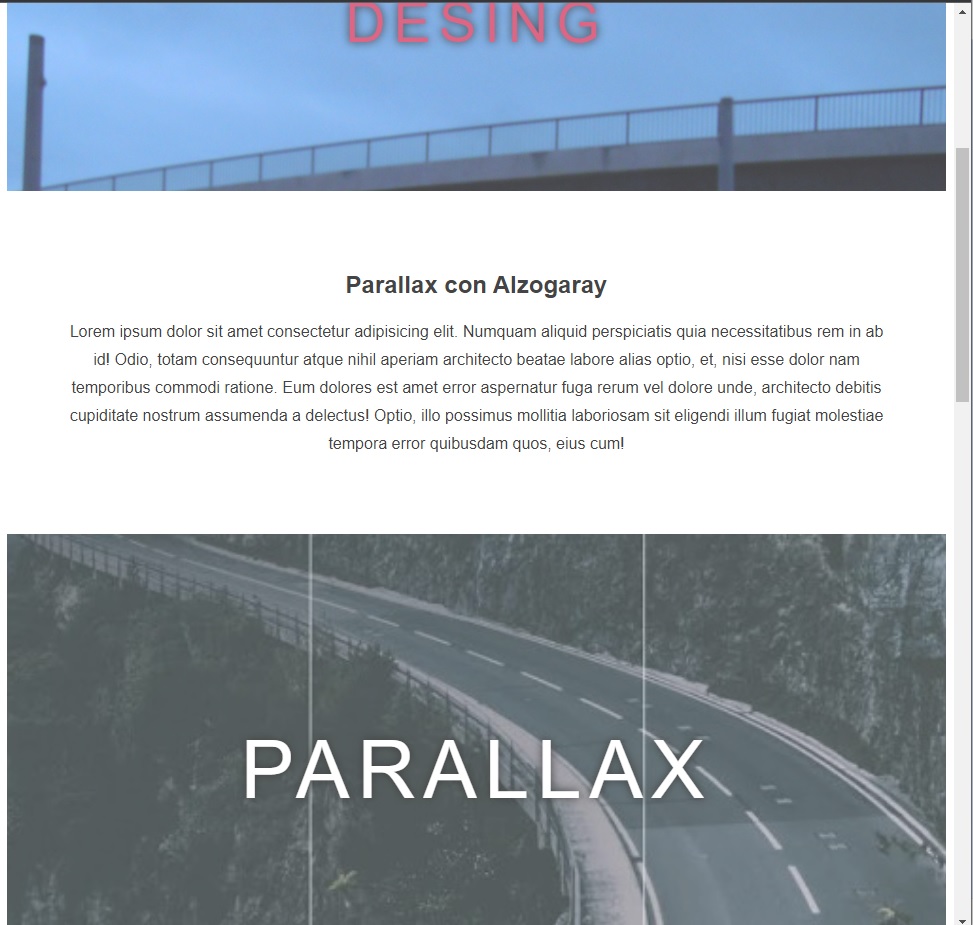 DESING
Parallax con Alzogaray
Lorem ipsum dolor sit amet consectetur adipisicing elit. Numquam aliquid perspiciatis quia necessitatibus rem in ab
id! Odio, totam consequuntur atque nihil aperiam architecto beatae labore alias optio, et, nisi esse dolor nam
temporibus commodi ratione. Eum dolores est amet error aspernatur fuga rerum vel dolore unde, architecto debitis
cupiditate nostrum assumenda a delectus! Optio, illo possimus mollitia laboriosam sit eligendi illum fugiat molestiae
tempora error quibusdam quos, eius cum!
PARALLAX